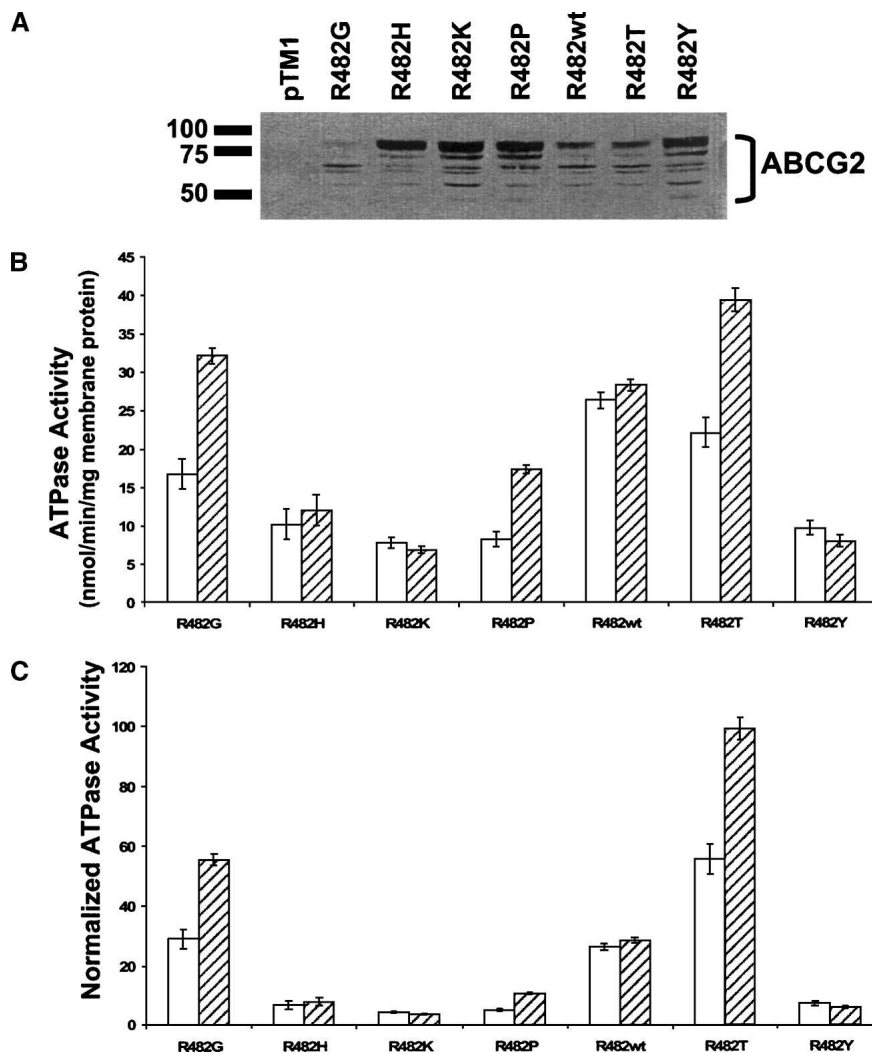 A
pTM1 R482G R482H R482K R482P R482wt R482T R482Y
100
75
50
ABCG2
B
ATPase Activity
(nmol/min/mg membrane protein)
45
40
35
30
25
20
15
10
5
0
R482G R482H R482K R482P R482wt R482T R482Y
C
Normalized ATPase Activity
120
100
80
60
40
20
0
R482G R482H R482K R482P R482wt R482T R482Y